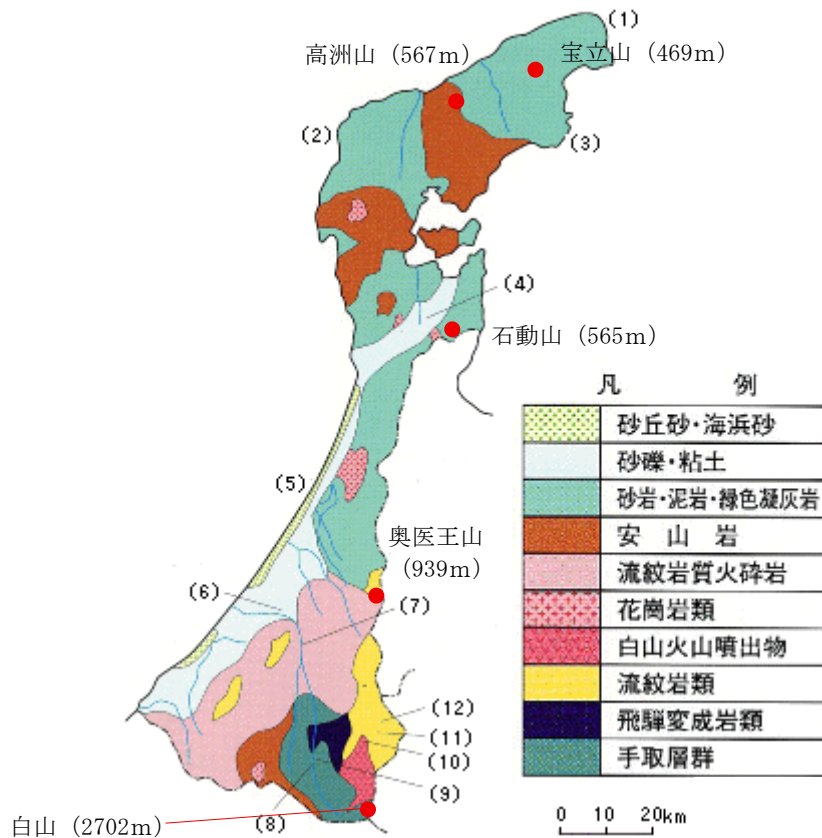 (1)
高洲山 (567m)
宝立山 (469m)
(2)
(3)
(4)
石動山 (565m)
凡 例
砂丘砂・海浜砂
砂礫・粘土
砂岩・泥岩・緑色凝灰岩
安山岩
流紋岩質火砕岩
花崗岩類
白山火山噴出物
流紋岩類
飛騨変成岩類
手取層群
(5)
奥医王山
(939m)
(6)
(7)
(12)
(11)
(10)
(9)
(8)
白山 (2702m)
0 10 20km